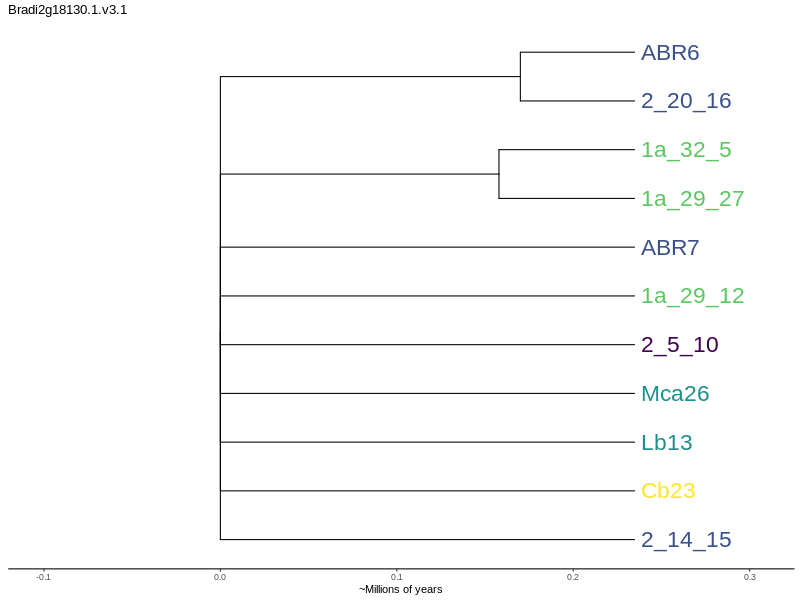 Bradi2g18130.1.v3.1
ABR6
2_20_16
1a_32_5
1a_29_27
ABR7
1a_29_12
2_5_10
Mca26
Lb13
Cb23
2_14_15
-0.1 0.0 0.1 0.2 0.3
~Millions of years